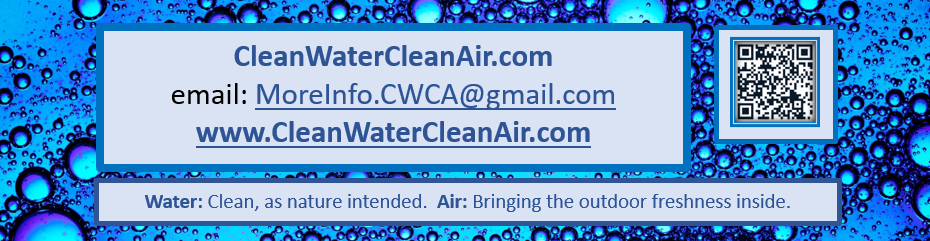 CleanWaterCleanAir.com
email: MoreInfo.CWCA@gmail.com
www.CleanWaterCleanAir.com
Water: Clean, as nature intended.  Air: Bringing the outdoor freshness inside.